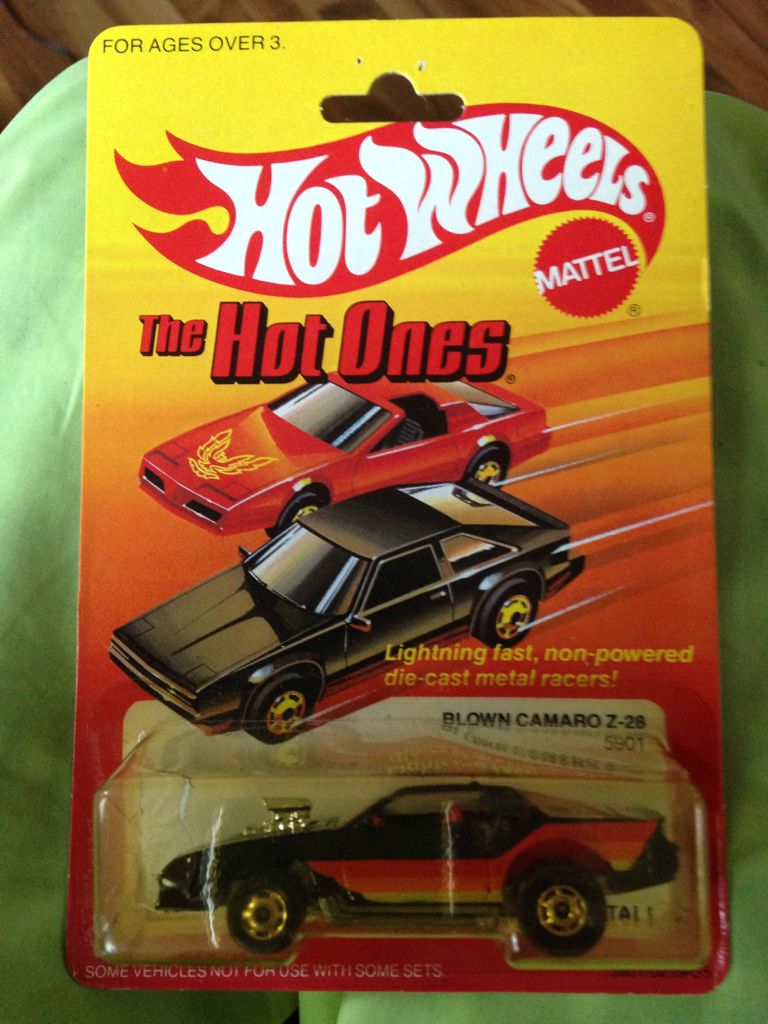 FOR AGES OVER 3.
HOT WHEELS ®
MATTEL
®
The Hot Ones ®
Lightning fast, non-powered
die-cast metal racers!
BLOWN CAMARO Z-28
5901
SOME VEHICLES NOT FOR USE WITH SOME SETS